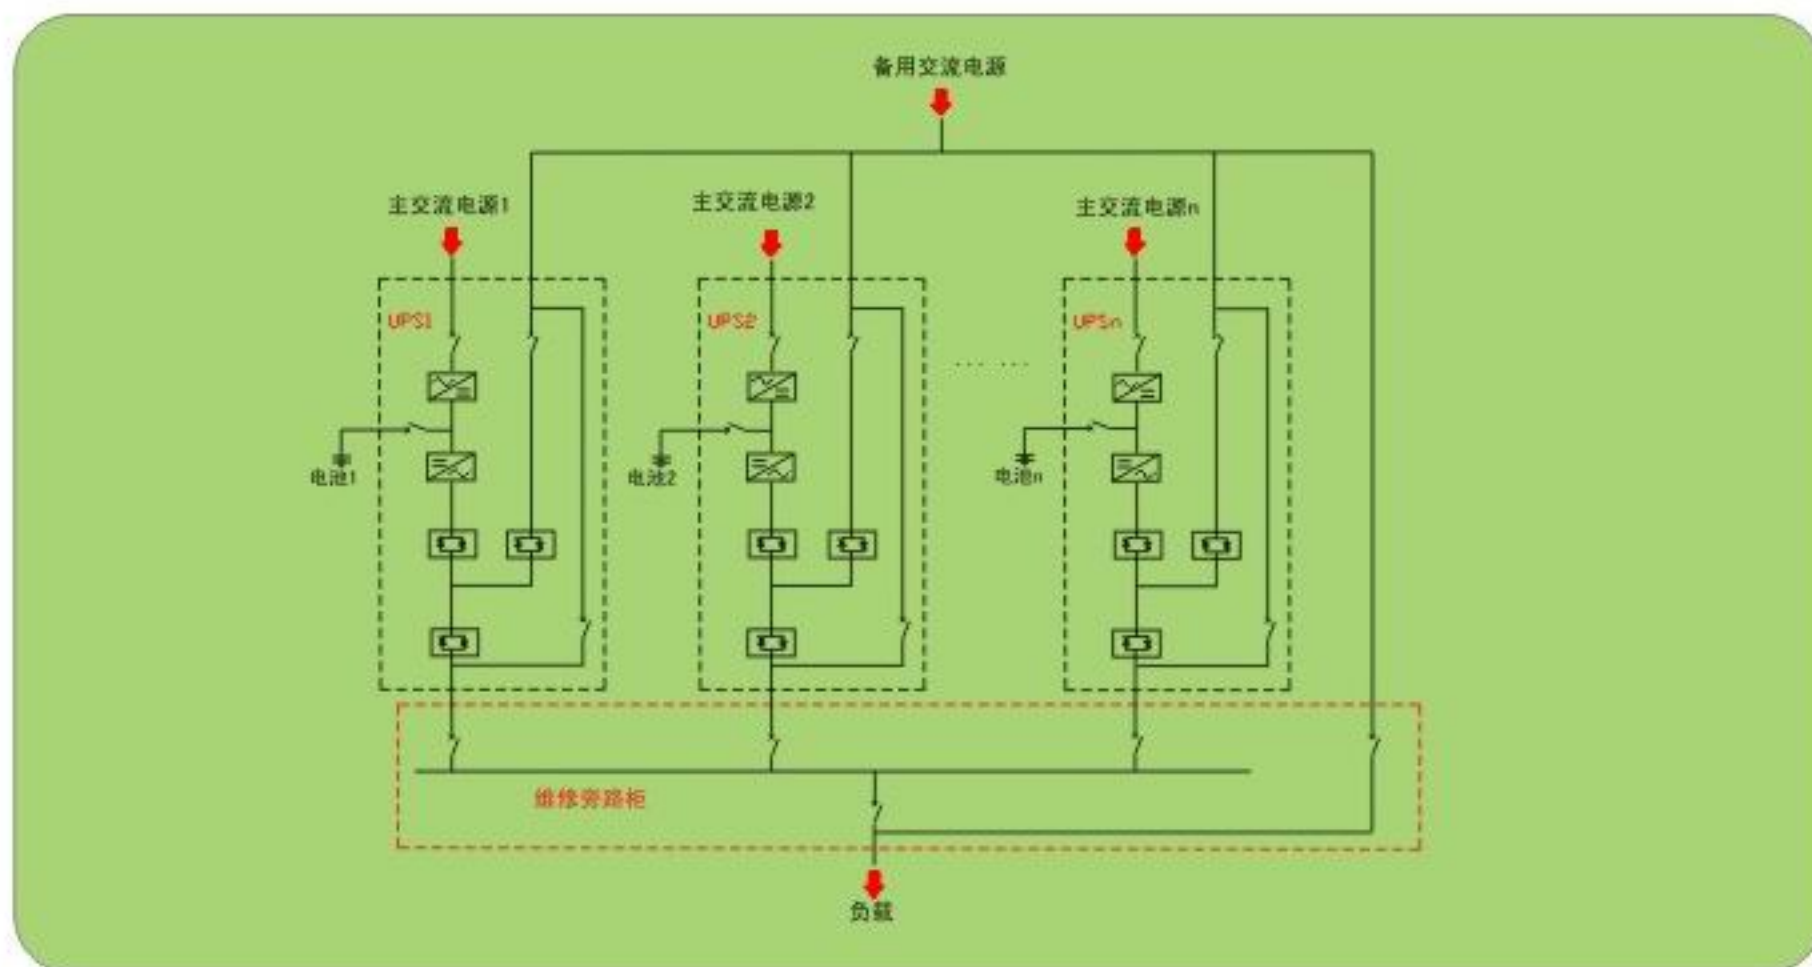 备用交流电源
主交流电源1
主交流电源2
主交流电源n
UPS1
UPS2
UPSn
... ...
电池1
电池2
电池n
维修旁路柜
负载